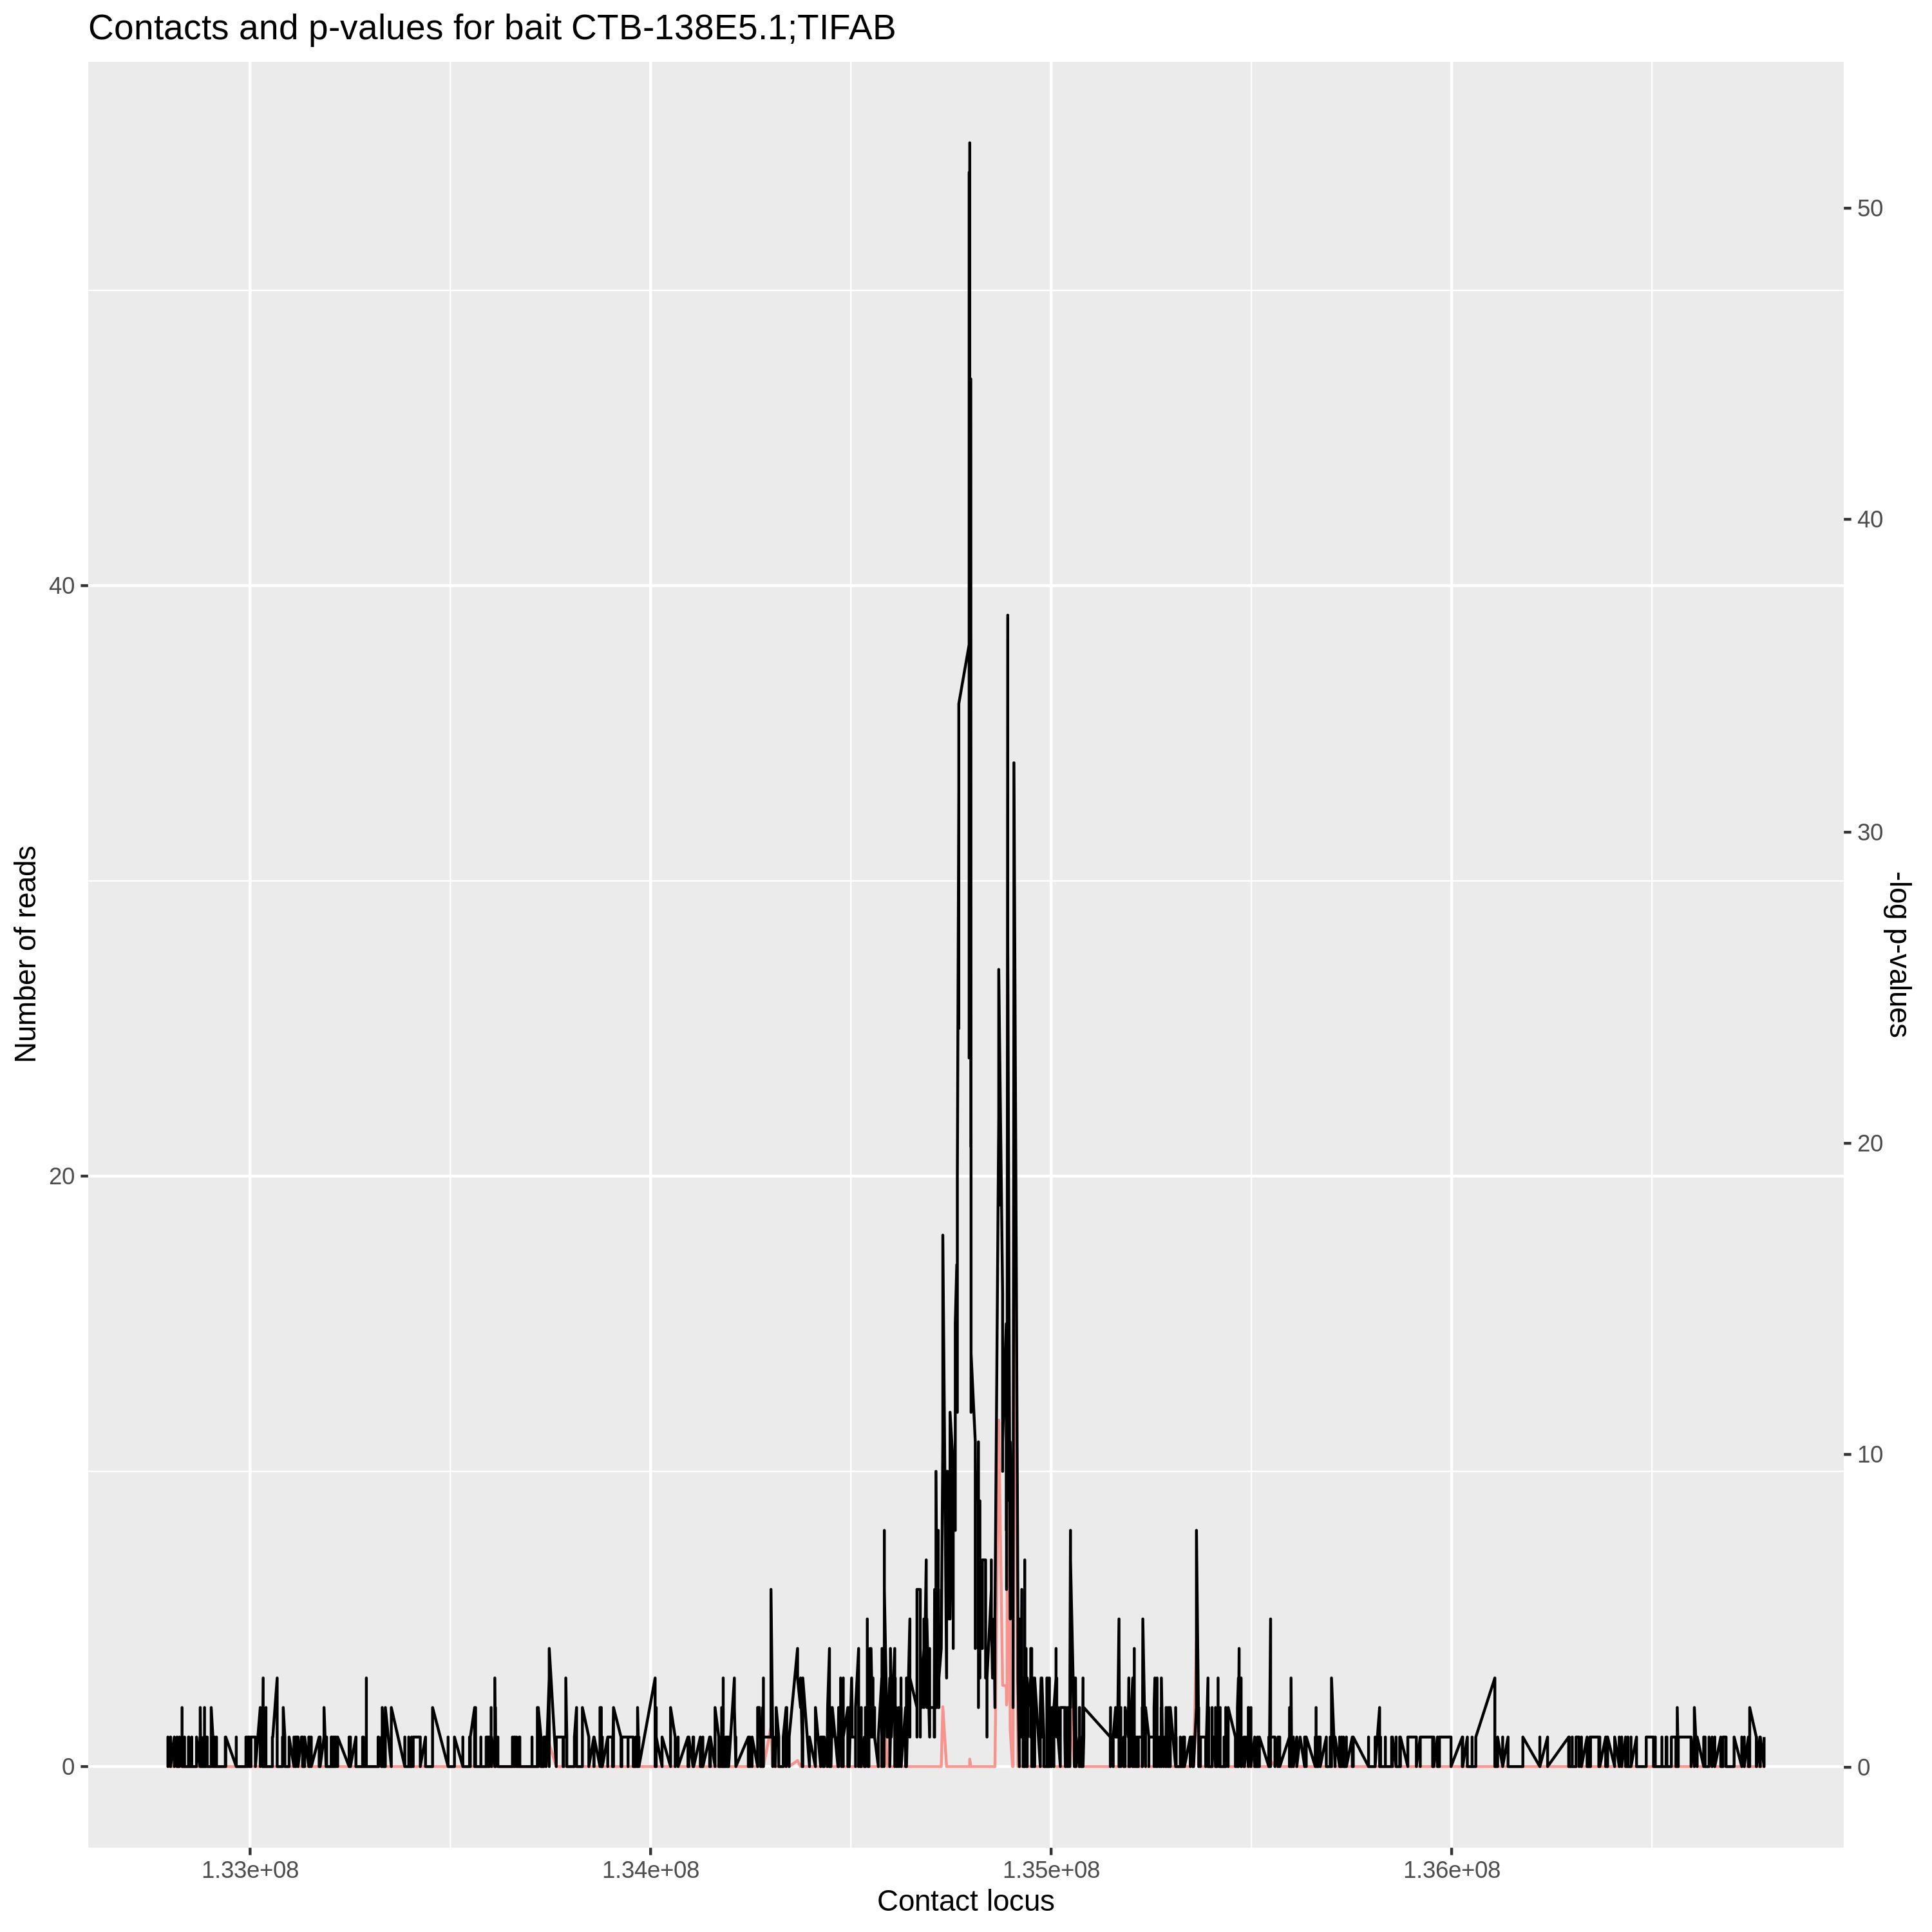 Contacts and p-values for bait CTB-138E5.1;TIFAB
Number of reads
40
20
0
50
40
30
20
10
0
-log p-values
1.33e+08
1.34e+08
1.35e+08
1.36e+08
Contact locus